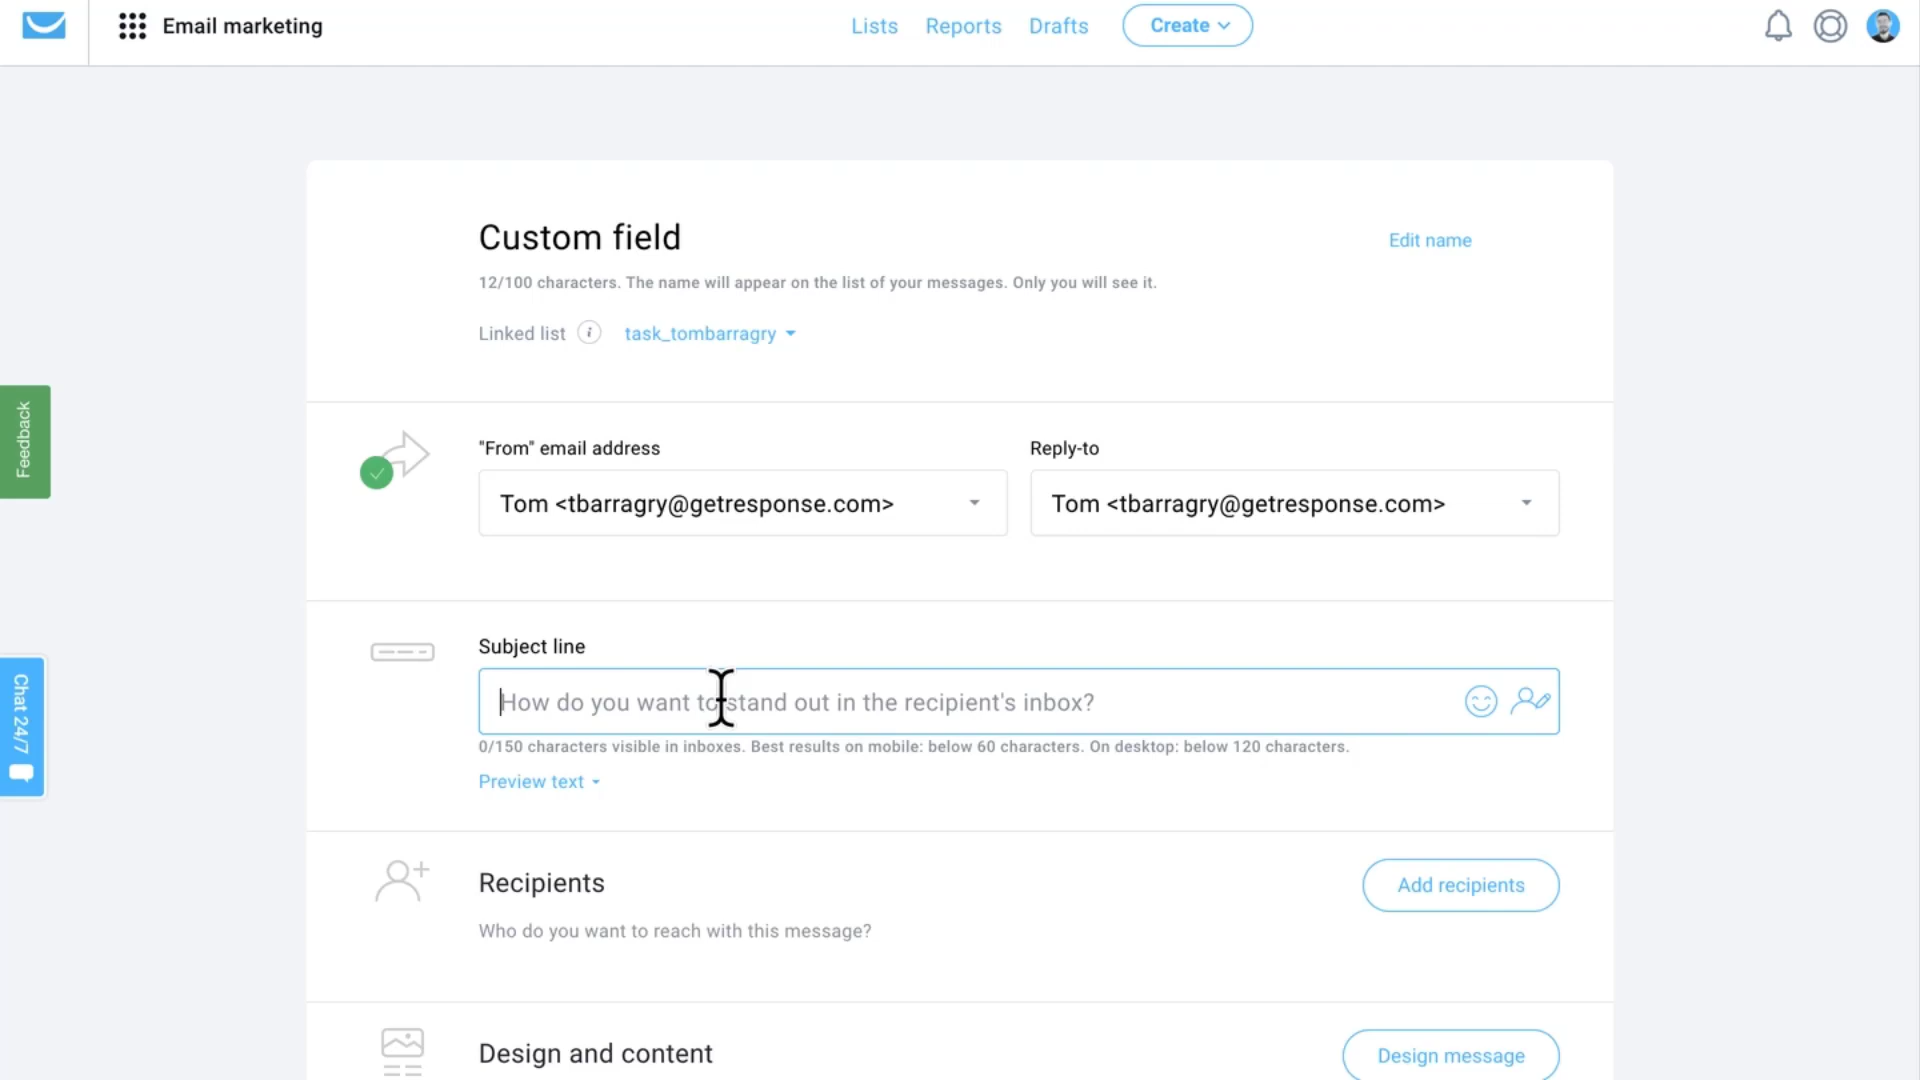 Email marketing
Lists
Reports
Drafts
Create
Custom field
Edit name
12/100 characters. The name will appear on the list of your messages. Only you will see it.
Linked list i task_tombarragry
Feedback
"From" email address
Reply-to
Tom <tbarragry@getresponse.com>
Tom <tbarragry@getresponse.com>
Subject line
How do you want to stand out in the recipient's inbox?
0/150 characters visible in inboxes. Best results on mobile: below 60 characters. On desktop: below 120 characters.
Preview text
Chat 24/7
Recipients
Add recipients
Who do you want to reach with this message?
Design and content
Design message